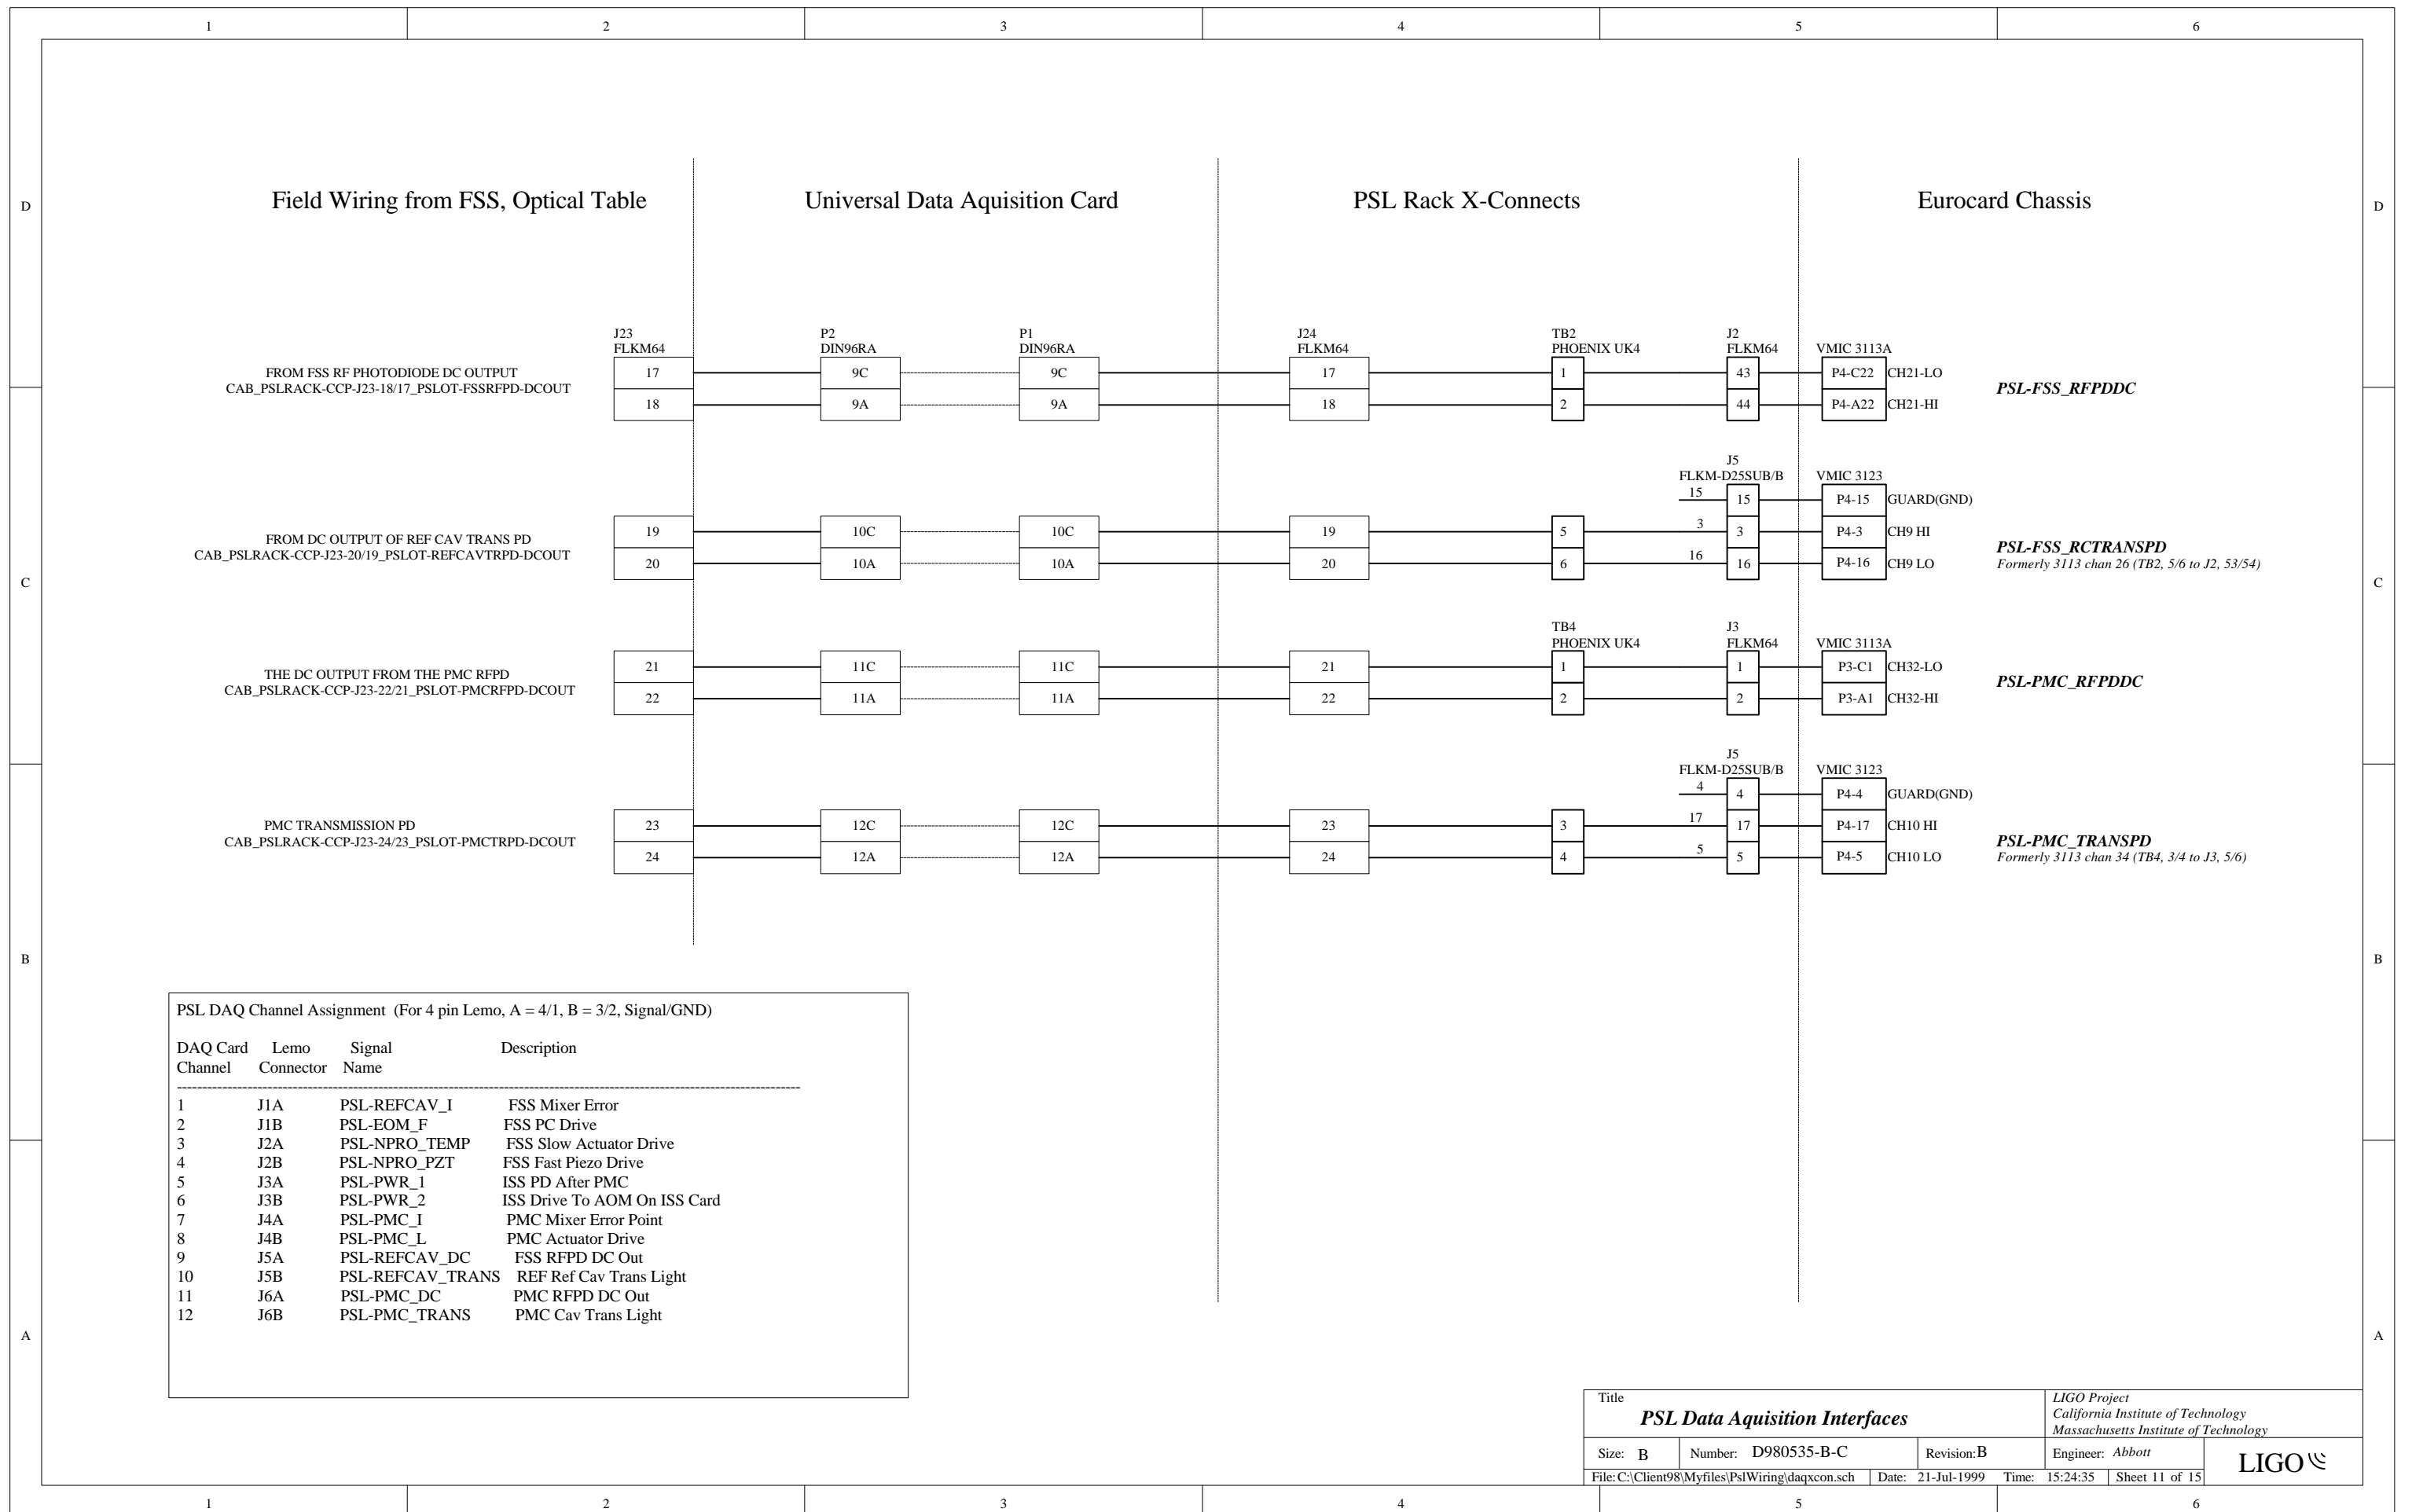 1 2 3 4 5 6
D D
Field Wiring from FSS, Optical Table
Universal Data Aquisition Card
PSL Rack X-Connects
Eurocard Chassis
J23 P2 P1 J24 TB2 J2
FLKM64 DIN96RA DIN96RA FLKM64 PHOENIX UK4 FLKM64 VMIC 3113A
FROM FSS RF PHOTODIODE DC OUTPUT
CAB_PSLRACK-CCP-J23-18/17_PSLOT-FSSRFPD-DCOUT
17 9C 9C 17 1 43 P4-C22 CH21-LO
18 9A 9A 18 2 44 P4-A22 CH21-HI
PSL-FSS_RFPDDC
J5
FLKM-D25SUB/B VMIC 3123
15 15 P4-15 GUARD(GND)
FROM DC OUTPUT OF REF CAV TRANS PD
CAB_PSLRACK-CCP-J23-20/19_PSLOT-REFCAVTRPD-DCOUT
19 10C 10C 19 5 3 3 P4-3 CH9 HI
20 10A 10A 20 6 16 16 P4-16 CH9 LO
PSL-FSS_RCTRANSPD
Formerly 3113 chan 26 (TB2, 5/6 to J2, 53/54)
C C
TB4 J3
PHOENIX UK4 FLKM64 VMIC 3113A
THE DC OUTPUT FROM THE PMC RFPD
CAB_PSLRACK-CCP-J23-22/21_PSLOT-PMCRFPD-DCOUT
21 11C 11C 21 1 1 P3-C1 CH32-LO
22 11A 11A 22 2 2 P3-A1 CH32-HI
PSL-PMC_RFPDDC
J5
FLKM-D25SUB/B VMIC 3123
4 4 P4-4 GUARD(GND)
PMC TRANSMISSION PD
CAB_PSLRACK-CCP-J23-24/23_PSLOT-PMCTRPD-DCOUT
23 12C 12C 23 3 17 17 P4-17 CH10 HI
24 12A 12A 24 4 5 5 P4-5 CH10 LO
PSL-PMC_TRANSPD
Formerly 3113 chan 34 (TB4, 3/4 to J3, 5/6)
B B
PSL DAQ Channel Assignment (For 4 pin Lemo, A = 4/1, B = 3/2, Signal/GND)
DAQ Card Lemo Signal Description
Channel Connector Name
1 J1A PSL-REFCAV_I FSS Mixer Error
2 J1B PSL-EOM_F FSS PC Drive
3 J2A PSL-NPRO_TEMP FSS Slow Actuator Drive
4 J2B PSL-NPRO_PZT FSS Fast Piezo Drive
5 J3A PSL-PWR_1 ISS PD After PMC
6 J3B PSL-PWR_2 ISS Drive To AOM On ISS Card
7 J4A PSL-PMC_I PMC Mixer Error Point
8 J4B PSL-PMC_L PMC Actuator Drive
9 J5A PSL-REFCAV_DC FSS RFPD DC Out
10 J5B PSL-REFCAV_TRANS REF Ref Cav Trans Light
11 J6A PSL-PMC_DC PMC RFPD DC Out
12 J6B PSL-PMC_TRANS PMC Cav Trans Light
A A
Title
PSL Data Aquisition Interfaces
LIGO Project
California Institute of Technology
Massachusetts Institute of Technology
Size: B Number: D980535-B-C Revision: B Engineer: Abbott
LIGO
File: C:\Client98\Myfiles\PslWiring\daqxcon.sch Date: 21-Jul-1999 Time: 15:24:35 Sheet 11 of 15
1 2 3 4 5 6